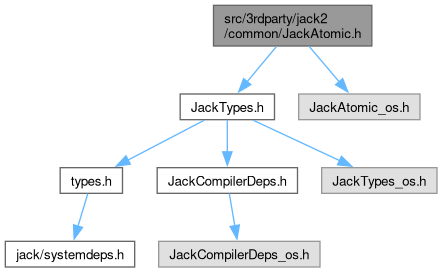 src/3rdparty/jack2
/common/JackAtomic.h
JackTypes.h
JackAtomic_os.h
types.h
JackCompilerDeps.h
JackTypes_os.h
jack/systemdeps.h
JackCompilerDeps_os.h